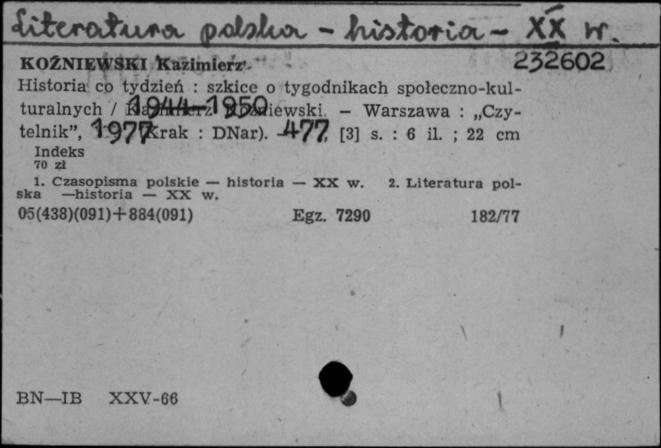 Literatura polska - historia - XX w.
KOŹNIEWSKI Kazimierz
232602
Historia co tydzień : szkice o tygodnikach społeczno-kul-
turalnych / Kazimierz Koźniewski. — Warszawa : „Czy-
1944-1950
telnik”, 1977 Krak : DNar). — 477, [3] s. : 6 il. ; 22 cm
Indeks
70 zł
1. Czasopisma polskie — historia — XX w. 2. Literatura pol-
ska —historia — XX w.
05(438)(091)+884(091) Egz. 7290 182/77
BN—IB XXV-66